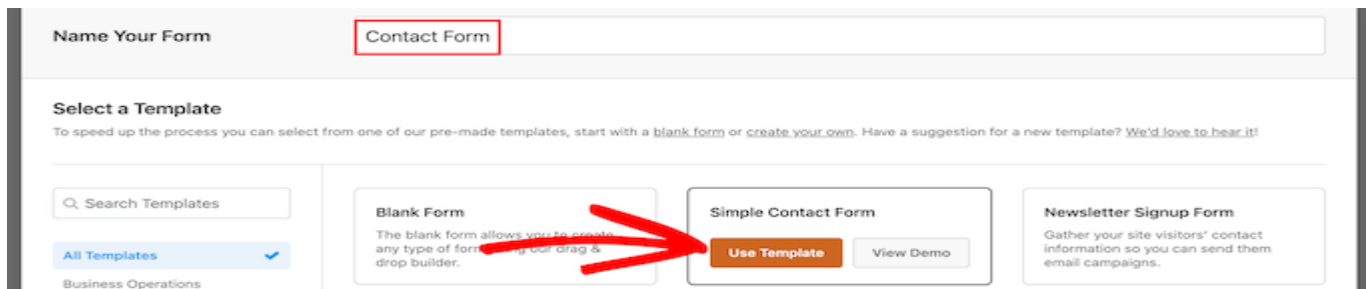 Name Your Form
Contact Form
Select a Template
To speed up the process you can select from one of our pre-made templates, start with a blank form or create your own. Have a suggestion for a new template? We'd love to hear it!
Search Templates
All Templates
Business Operations
Blank Form
The blank form allows you to create
any type of form using our drag &
drop builder.
Simple Contact Form
Use Template
View Demo
Newsletter Signup Form
Gather your site visitors' contact
information so you can send them
email campaigns.